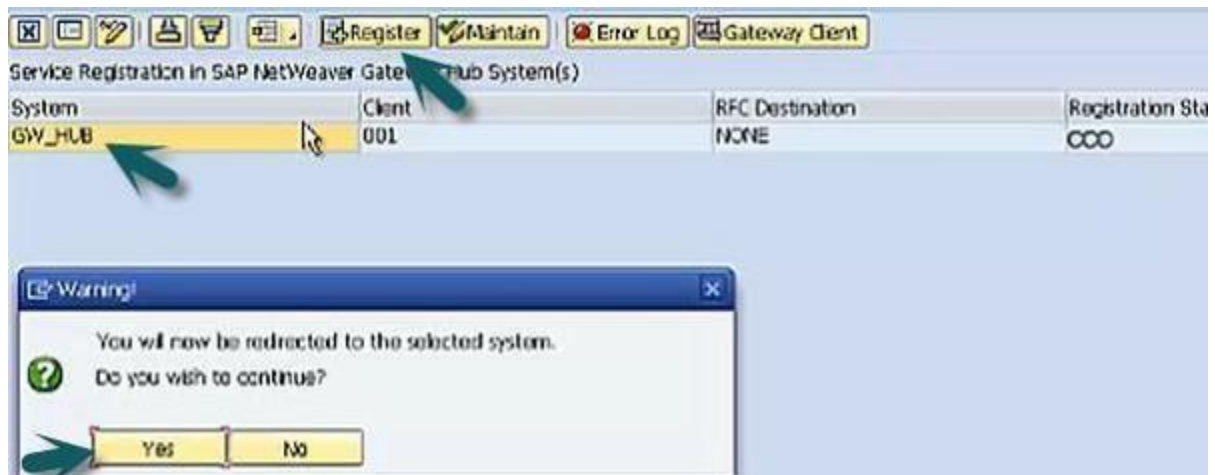 Register Maintain Error Log Gateway Client
Service Registration in SAP NetWeaver Gatew Hub System(s)
System Client RFC Destination Registration Sta
GW_HUB 001 NONE
Warning!
You will now be redirected to the selected system.
Do you wish to continue?
Yes No